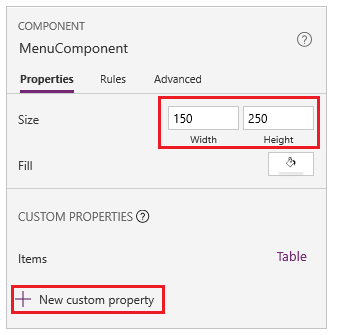 COMPONENT
MenuComponent
?
Properties Rules Advanced
Size 150 250
Width Height
Fill
CUSTOM PROPERTIES ?
Items Table
+ New custom property